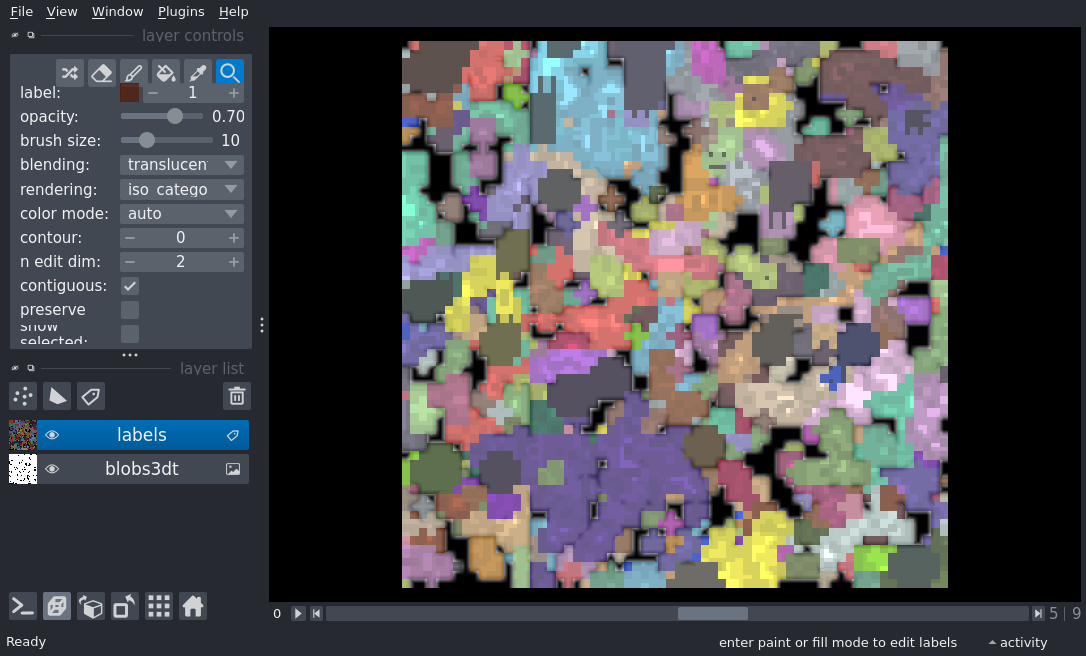 File View Window Plugins Help
layer controls
label: 1
opacity: 0.70
brush size: 10
blending: translucen
rendering: iso_catego
color mode: auto
contour: 0
n edit dim: 2
contiguous:
preserve
show
selected:
layer list
labels
blobs3dt
0 5 9
Ready enter paint or fill mode to edit labels activity